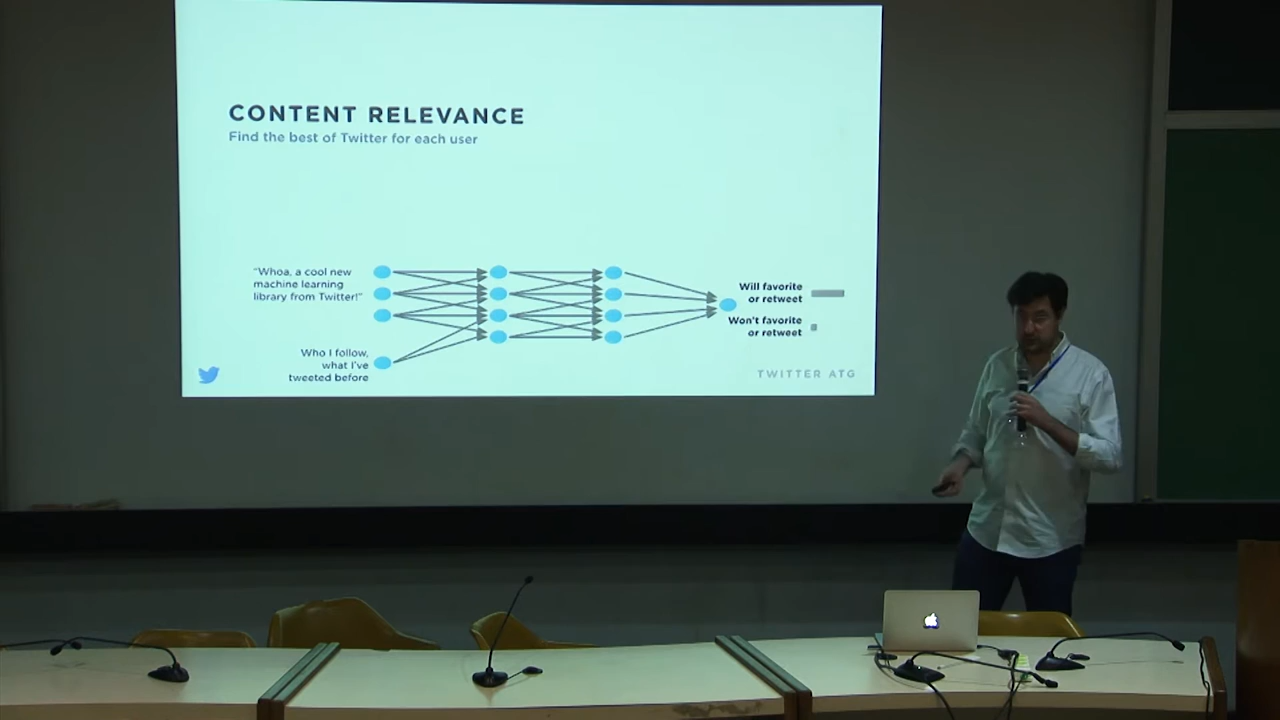 CONTENT RELEVANCE
Find the best of Twitter for each user
"Whoa, a cool new
machine learning
library from Twitter!"
Who I follow,
what I've
tweeted before
Will favorite
or retweet
Won't favorite
or retweet
TWITTER ATG